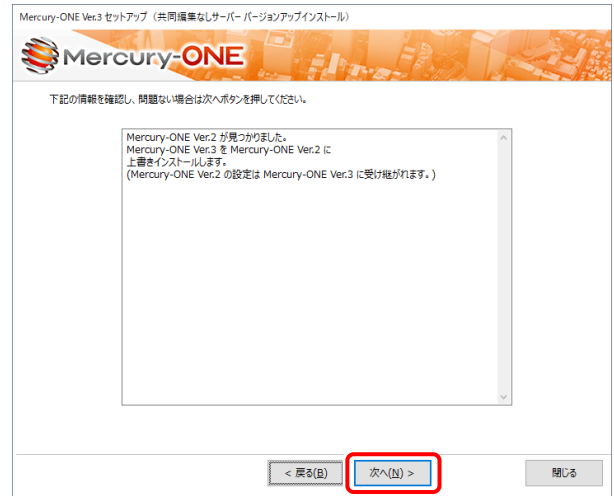 Mercury-ONE Ver.3 セットアップ（共同編集なしサーバー バージョンアップインストール）
Mercury-ONE
下記の情報を確認し、問題ない場合は次へボタンを押してください。
Mercury-ONE Ver.2 が見つかりました。
Mercury-ONE Ver.3 を Mercury-ONE Ver.2 に
上書きインストールします。
(Mercury-ONE Ver.2 の設定は Mercury-ONE Ver.3 に受け継がれます。)
< 戻る(B)
次へ(N) >
閉じる